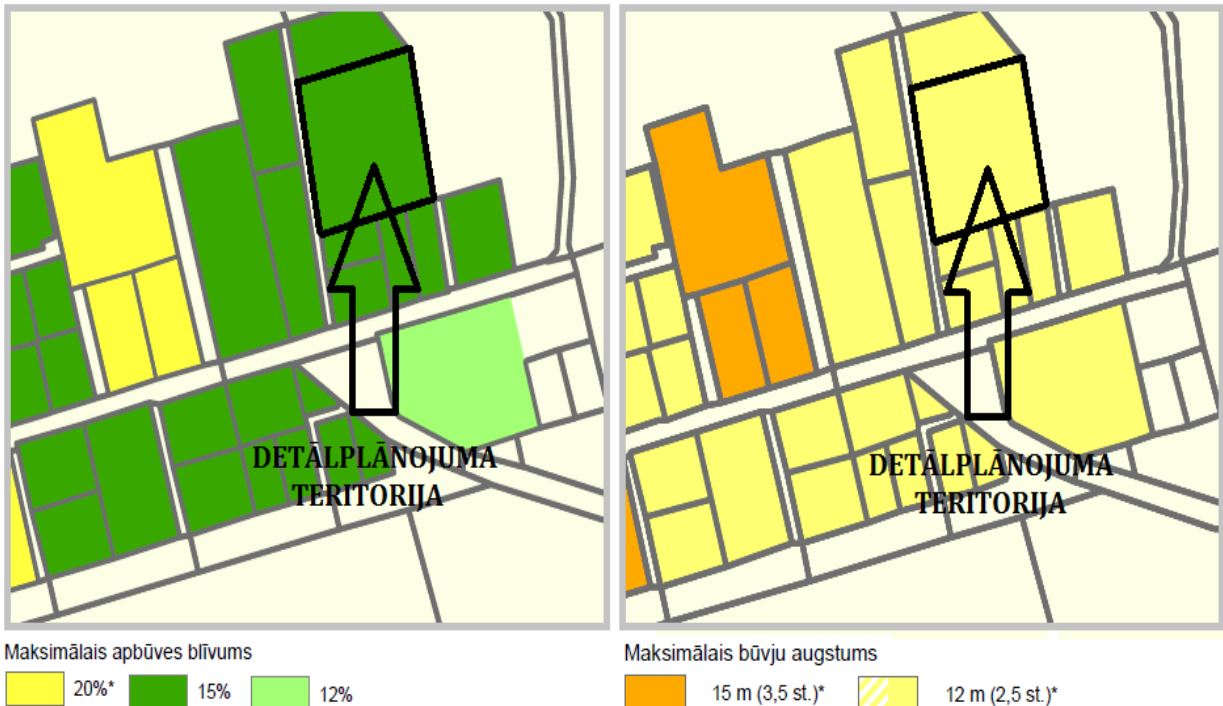 DETĀLPLĀNOJUMA
TERITORIJA
DETĀLPLĀNOJUMA
TERITORIJA
Maksimālais apbūves blīvums
20%*
15%
12%
Maksimālais būvju augstums
15 m (3,5 st.)*
12 m (2,5 st.)*